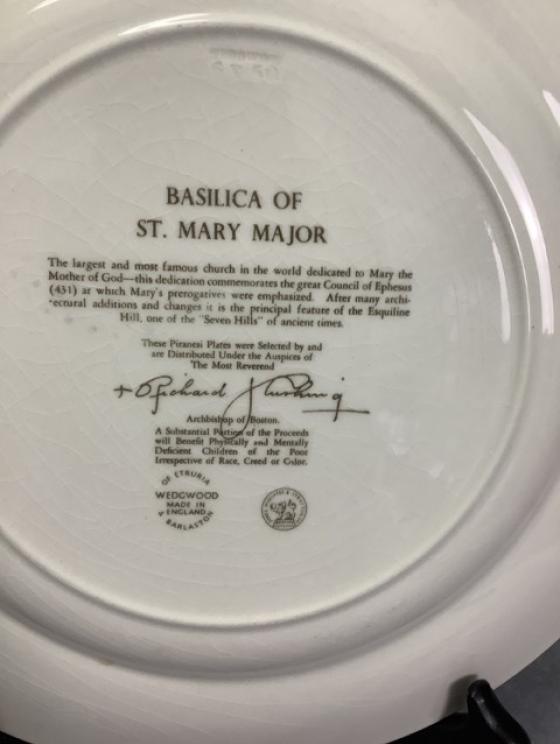 BASILICA OF
ST. MARY MAJOR
The largest and most famous church in the world dedicated to Mary the
Mother of God—this dedication commemorates the great Council of Ephesus
(431) at which Mary's prerogatives were emphasized. After many archi-
tectural additions and changes it is the principal feature of the Esquiline
Hill, one of the "Seven Hills" of ancient times.
These Piranesi Plates were Selected by and
are Distributed Under the Auspices of
The Most Reverend
+ Richard J Cushing
Archbishop of Boston.
A Substantial Portion of the Proceeds
will Benefit Physically and Mentally
Deficient Children of the Poor
Irrespective of Race, Creed or Color.
OF ETRURIA
WEDGWOOD
MADE IN
ENGLAND
& BARLASTON